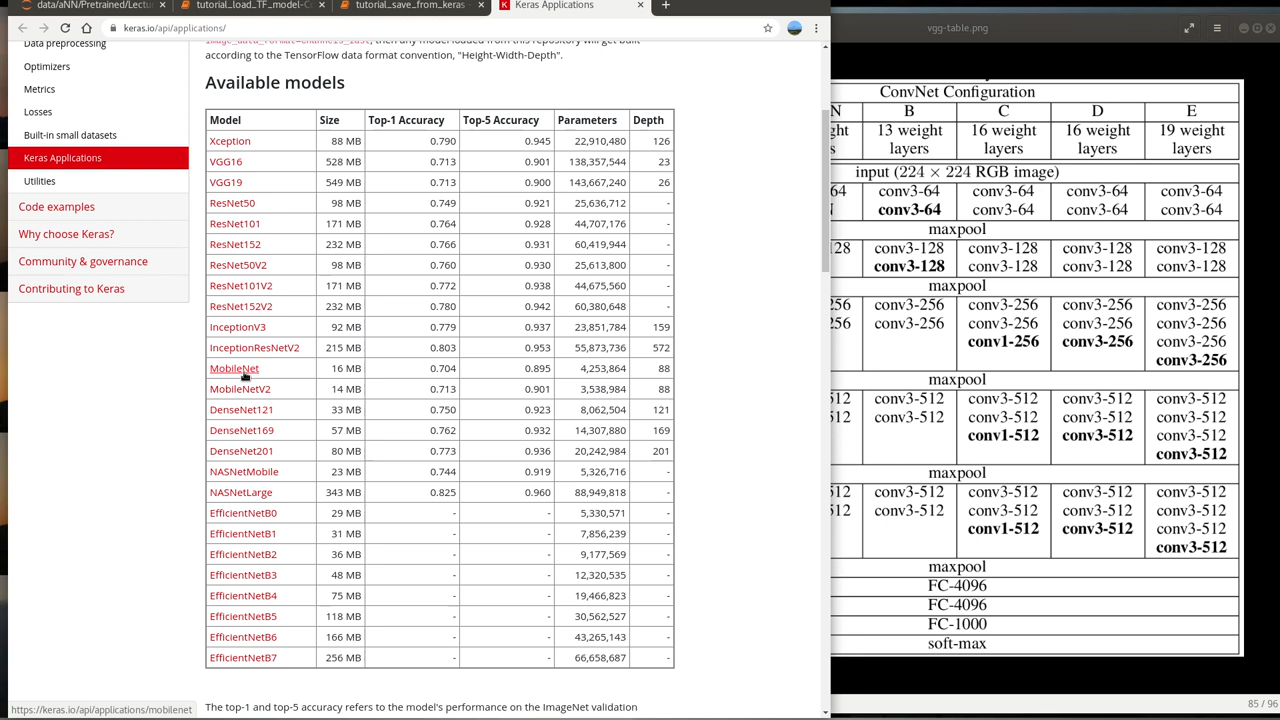 data/aNN/Pretrained/Lectur
tutorial_load_TF_model-C
tutorial_save_from_keras -
Keras Applications
keras.io/api/applications/
Data preprocessing
Optimizers
Metrics
Losses
Built-in small datasets
Keras Applications
Utilities
Code examples
Why choose Keras?
Community & governance
Contributing to Keras
image_data_format=channels_last, then any model loaded from this repository will get built
according to the TensorFlow data format convention, "Height-Width-Depth".
Available models
Model Size Top-1 Accuracy Top-5 Accuracy Parameters Depth
Xception 88 MB 0.790 0.945 22,910,480 126
VGG16 528 MB 0.713 0.901 138,357,544 23
VGG19 549 MB 0.713 0.900 143,667,240 26
ResNet50 98 MB 0.749 0.921 25,636,712 -
ResNet101 171 MB 0.764 0.928 44,707,176 -
ResNet152 232 MB 0.766 0.931 60,419,944 -
ResNet50V2 98 MB 0.760 0.930 25,613,800 -
ResNet101V2 171 MB 0.772 0.938 44,675,560 -
ResNet152V2 232 MB 0.780 0.942 60,380,648 -
InceptionV3 92 MB 0.779 0.937 23,851,784 159
InceptionResNetV2 215 MB 0.803 0.953 55,873,736 572
MobileNet 16 MB 0.704 0.895 4,253,864 88
MobileNetV2 14 MB 0.713 0.901 3,538,984 88
DenseNet121 33 MB 0.750 0.923 8,062,504 121
DenseNet169 57 MB 0.762 0.932 14,307,880 169
DenseNet201 80 MB 0.773 0.936 20,242,984 201
NASNetMobile 23 MB 0.744 0.919 5,326,716 -
NASNetLarge 343 MB 0.825 0.960 88,949,818 -
EfficientNetB0 29 MB - - 5,330,571 -
EfficientNetB1 31 MB - - 7,856,239 -
EfficientNetB2 36 MB - - 9,177,569 -
EfficientNetB3 48 MB - - 12,320,535 -
EfficientNetB4 75 MB - - 19,466,823 -
EfficientNetB5 118 MB - - 30,562,527 -
EfficientNetB6 166 MB - - 43,265,143 -
EfficientNetB7 256 MB - - 66,658,687 -
The top-1 and top-5 accuracy refers to the model's performance on the ImageNet validation
https://keras.io/api/applications/mobilenet
vgg-table.png
ConvNet Configuration
N B C D E
ght 13 weight 16 weight 16 weight 19 weight
s layers layers layers layers
input (224 × 224 RGB image)
64 conv3-64 conv3-64 conv3-64 conv3-64
N conv3-64 conv3-64 conv3-64 conv3-64
maxpool
128 conv3-128 conv3-128 conv3-128 conv3-128
conv3-128 conv3-128 conv3-128 conv3-128
maxpool
256 conv3-256 conv3-256 conv3-256 conv3-256
256 conv3-256 conv3-256 conv3-256 conv3-256
conv1-256 conv3-256 conv3-256
conv3-256
maxpool
512 conv3-512 conv3-512 conv3-512 conv3-512
512 conv3-512 conv3-512 conv3-512 conv3-512
conv1-512 conv3-512 conv3-512
conv3-512
maxpool
512 conv3-512 conv3-512 conv3-512 conv3-512
512 conv3-512 conv3-512 conv3-512 conv3-512
conv1-512 conv3-512 conv3-512
conv3-512
maxpool
FC-4096
FC-4096
FC-1000
soft-max
85 / 96